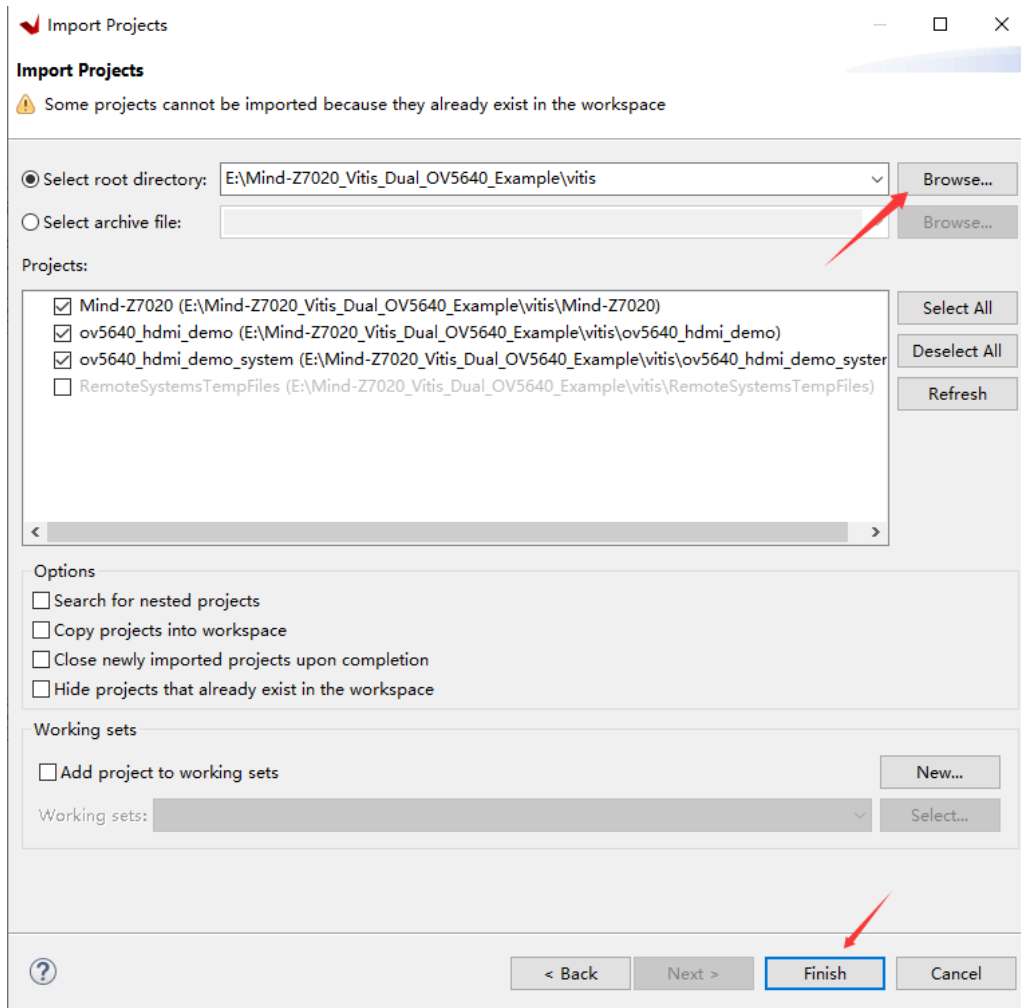 Import Projects
Import Projects
Some projects cannot be imported because they already exist in the workspace
Select root directory: E:\Mind-Z7020_Vitis_Dual_OV5640_Example\vitis Browse...
Select archive file: Browse...
Projects:
Mind-Z7020 (E:\Mind-Z7020_Vitis_Dual_OV5640_Example\vitis\Mind-Z7020)
Select All
ov5640_hdmi_demo (E:\Mind-Z7020_Vitis_Dual_OV5640_Example\vitis\ov5640_hdmi_demo)
ov5640_hdmi_demo_system (E:\Mind-Z7020_Vitis_Dual_OV5640_Example\vitis\ov5640_hdmi_demo_syster
Deselect All
RemoteSystemsTempFiles (E:\Mind-Z7020_Vitis_Dual_OV5640_Example\vitis\RemoteSystemsTempFiles)
Refresh
Options
Search for nested projects
Copy projects into workspace
Close newly imported projects upon completion
Hide projects that already exist in the workspace
Working sets
Add project to working sets New...
Working sets: Select...
? < Back Next > Finish Cancel